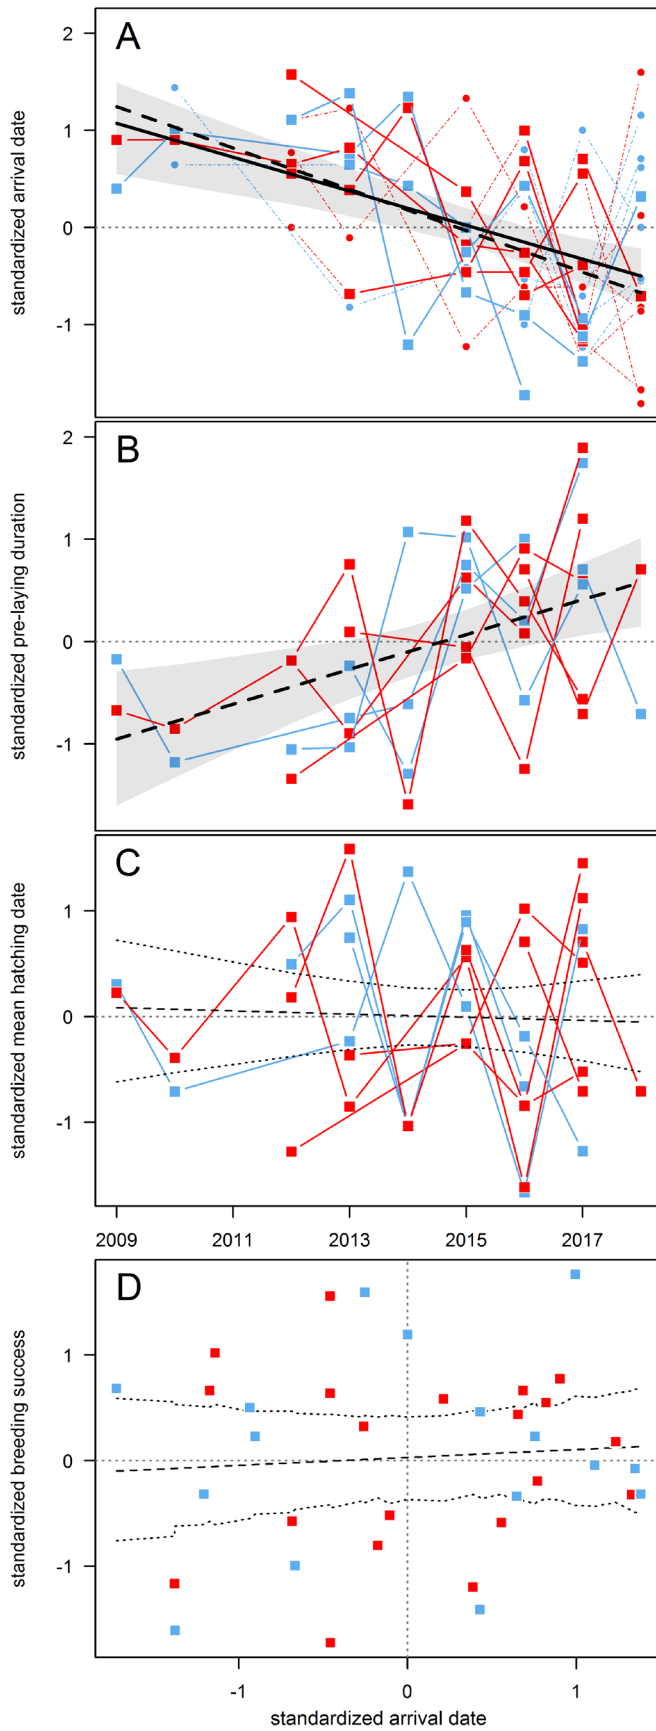 A
2
1
0
-1
standardized arrival date
B
2
1
0
-1
standardized pre-laying duration
C
1
0
-1
standardized mean hatching date
2009 2011 2013 2015 2017
D
1
0
-1
standardized breeding success
-1 0 1
standardized arrival date